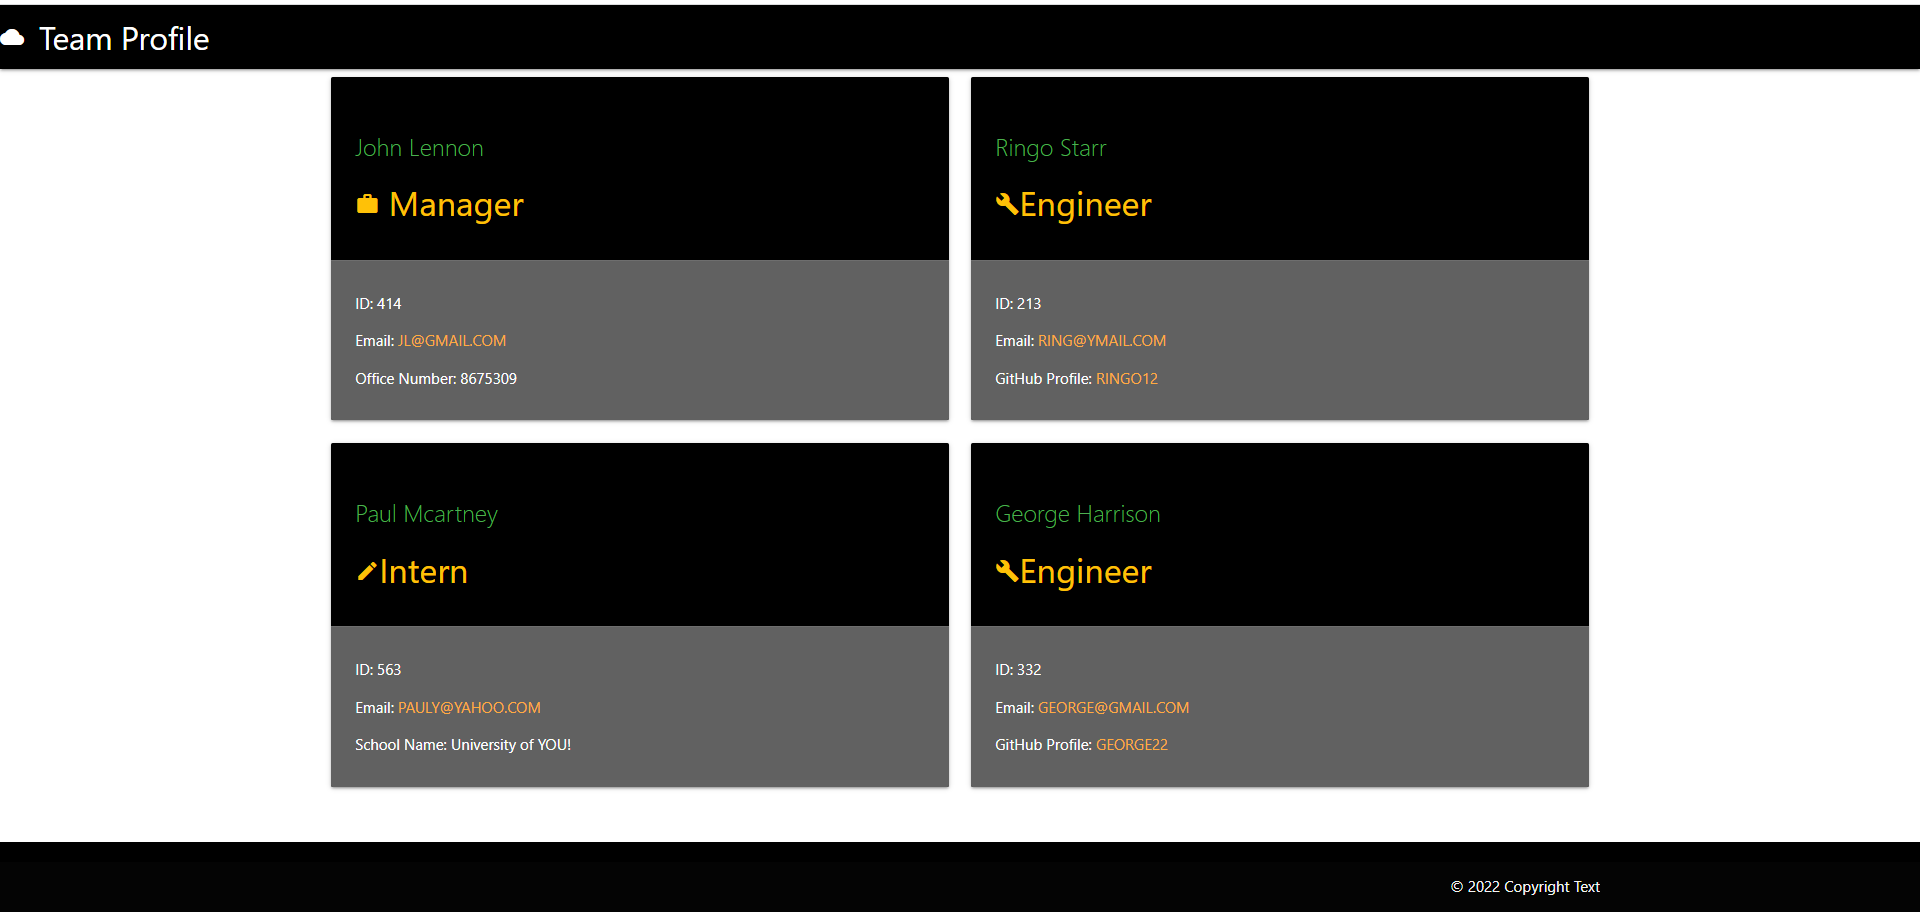 Team Profile
John Lennon
Manager
ID: 414
Email: JL@GMAIL.COM
Office Number: 8675309
Ringo Starr
Engineer
ID: 213
Email: RING@YMAIL.COM
GitHub Profile: RINGO12
Paul Mcartney
Intern
ID: 563
Email: PAULY@YAHOO.COM
School Name: University of YOU!
George Harrison
Engineer
ID: 332
Email: GEORGE@GMAIL.COM
GitHub Profile: GEORGE22
© 2022 Copyright Text